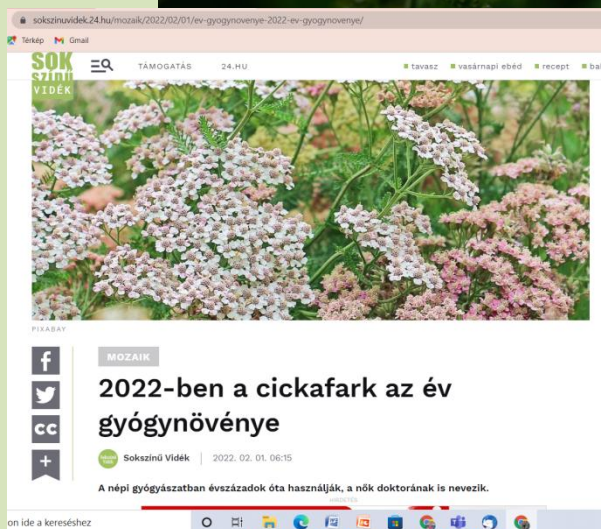 sokszinuvidek.24.hu/mozaik/2022/02/01/ev-gyogynovenye-2022-ev-gyogynovenye/
Térkép Gmail
SOK
SZÍNŰ
VIDÉK
TÁMOGATÁS 24.HU tavasz vasárnapi ebéd recept
PIXABAY
MOZAIK
2022-ben a cickafark az év
gyógynövénye
Sokszínű Vidék 2022. 02. 01. 06:15
A népi gyógyászatban évszázadok óta használják, a nők doktorának is nevezik.
HIRDETÉS
on ide a kereséshez